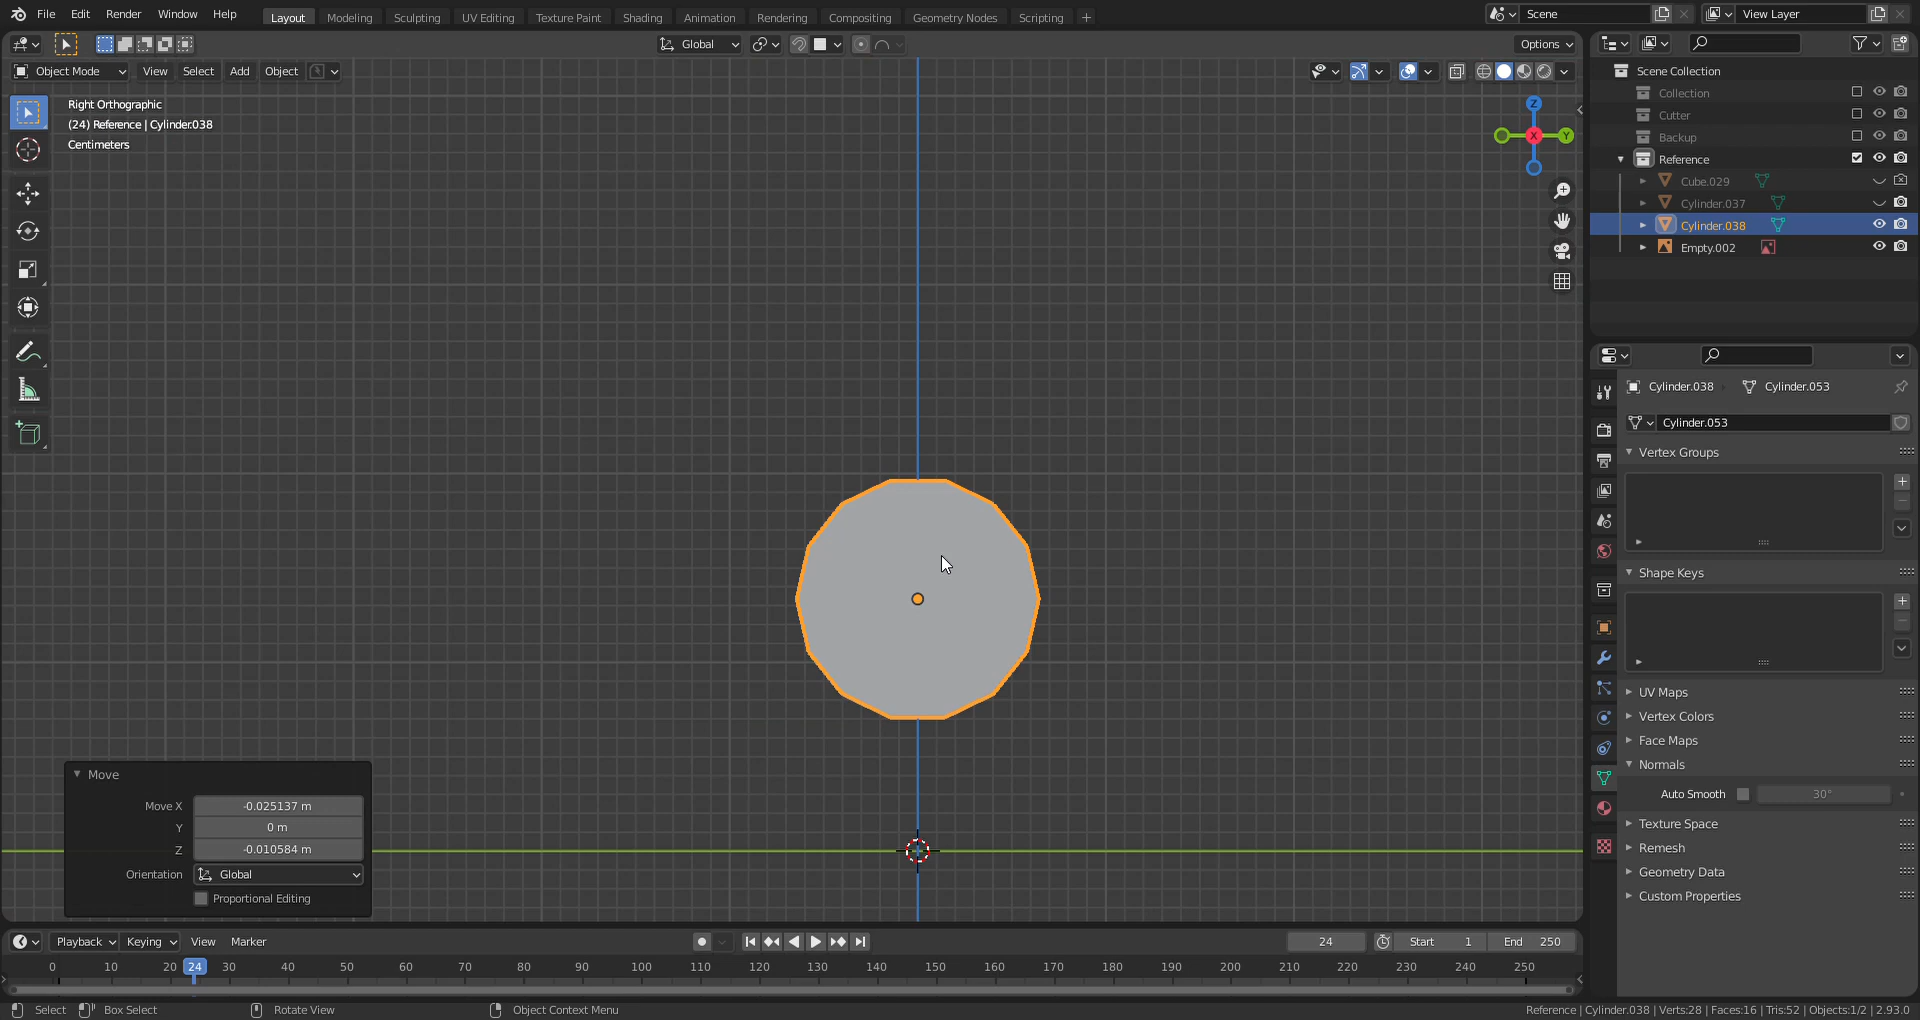 File Edit Render Window Help Layout Modeling Sculpting UV Editing Texture Paint Shading Animation Rendering Compositing Geometry Nodes Scripting + Scene View Layer
Global Options
Object Mode View Select Add Object
Right Orthographic
(24) Reference | Cylinder.038
Centimeters
Z
X
Y
Scene Collection
Collection
Cutter
Backup
Reference
Cube.029
Cylinder.037
Cylinder.038
Empty.002
Cylinder.038 Cylinder.053
Cylinder.053
Vertex Groups
Shape Keys
UV Maps
Vertex Colors
Face Maps
Normals
Auto Smooth 30°
Texture Space
Remesh
Geometry Data
Custom Properties
Move
Move X -0.025137 m
Y 0 m
Z -0.010584 m
Orientation Global
Proportional Editing
Playback Keying View Marker 24 Start 1 End 250
0 10 20 24 30 40 50 60 70 80 90 100 110 120 130 140 150 160 170 180 190 200 210 220 230 240 250
Select Box Select Rotate View Object Context Menu Reference | Cylinder.038 | Verts:28 | Faces:16 | Tris:52 | Objects:1/2 | 2.93.0